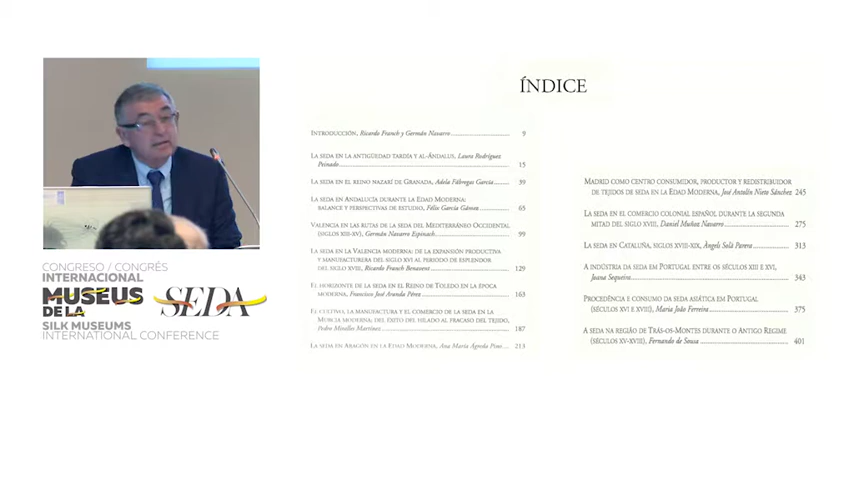 ÍNDICE
INTRODUCCIÓN, Ricardo Franch y Germán Navarro 9
LA SEDA EN LA ANTIGÜEDAD TARDÍA Y AL-ÁNDALUS, Laura Rodríguez
Peinado 15
LA SEDA EN EL REINO NAZARÍ DE GRANADA, Adela Fábregas García 39
LA SEDA EN ANDALUCÍA DURANTE LA EDAD MODERNA:
BALANCE Y PERSPECTIVAS DE ESTUDIO, Félix García Gámez 65
VALENCIA EN LAS RUTAS DE LA SEDA DEL MEDITERRÁNEO OCCIDENTAL
(SIGLOS XIII-XV), Germán Navarro Espinach 99
LA SEDA EN LA VALENCIA MODERNA: DE LA EXPANSIÓN PRODUCTIVA
Y MANUFACTURERA DEL SIGLO XVI AL PERIODO DE ESPLENDOR
DEL SIGLO XVIII, Ricardo Franch Benavent 129
EL HORIZONTE DE LA SEDA EN EL REINO DE TOLEDO EN LA ÉPOCA
MODERNA, Francisco José Aranda Pérez 163
EL CULTIVO, LA MANUFACTURA Y EL COMERCIO DE LA SEDA EN LA
MURCIA MODERNA: DEL ÉXITO DEL HILADO AL FRACASO DEL TEJIDO,
Pedro Miralles Martínez 187
LA SEDA EN ARAGÓN EN LA EDAD MODERNA, Ana María Ágreda Pino 213
MADRID COMO CENTRO CONSUMIDOR, PRODUCTOR Y REDISTRIBUIDOR
DE TEJIDOS DE SEDA EN LA EDAD MODERNA, José Antolín Nieto Sánchez 245
LA SEDA EN EL COMERCIO COLONIAL ESPAÑOL DURANTE LA SEGUNDA
MITAD DEL SIGLO XVIII, Daniel Muñoz Navarro 275
LA SEDA EN CATALUÑA, SIGLOS XVIII-XIX, Àngels Solà Parera 313
A INDÚSTRIA DA SEDA EM PORTUGAL ENTRE OS SÉCULOS XIII E XVI,
Joana Sequeira 343
PROCEDÊNCIA E CONSUMO DA SEDA ASIÁTICA EM PORTUGAL
(SÉCULOS XVI E XVIII), Maria João Ferreira 375
A SEDA NA REGIÃO DE TRÁS-OS-MONTES DURANTE O ANTIGO REGIME
(SÉCULOS XV-XVIII), Fernando de Sousa 401
CONGRESO / CONGRÉS
INTERNACIONAL
MUSEUS
DE LA
SEDA
SILK MUSEUMS
INTERNATIONAL CONFERENCE